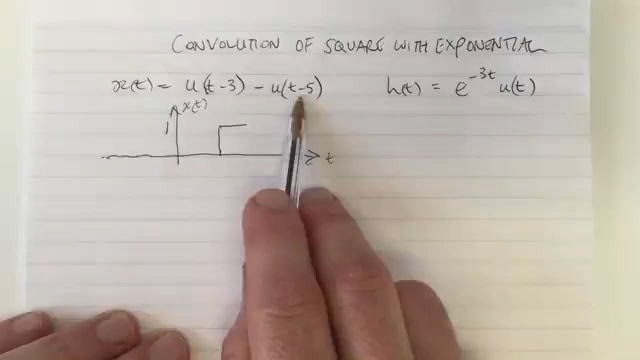 CONVOLUTION OF SQUARE WITH EXPONENTIAL
x(t) = u(t-3) - u(t-5) h(t) = e^{-3t} u(t)
x(t)
1
t